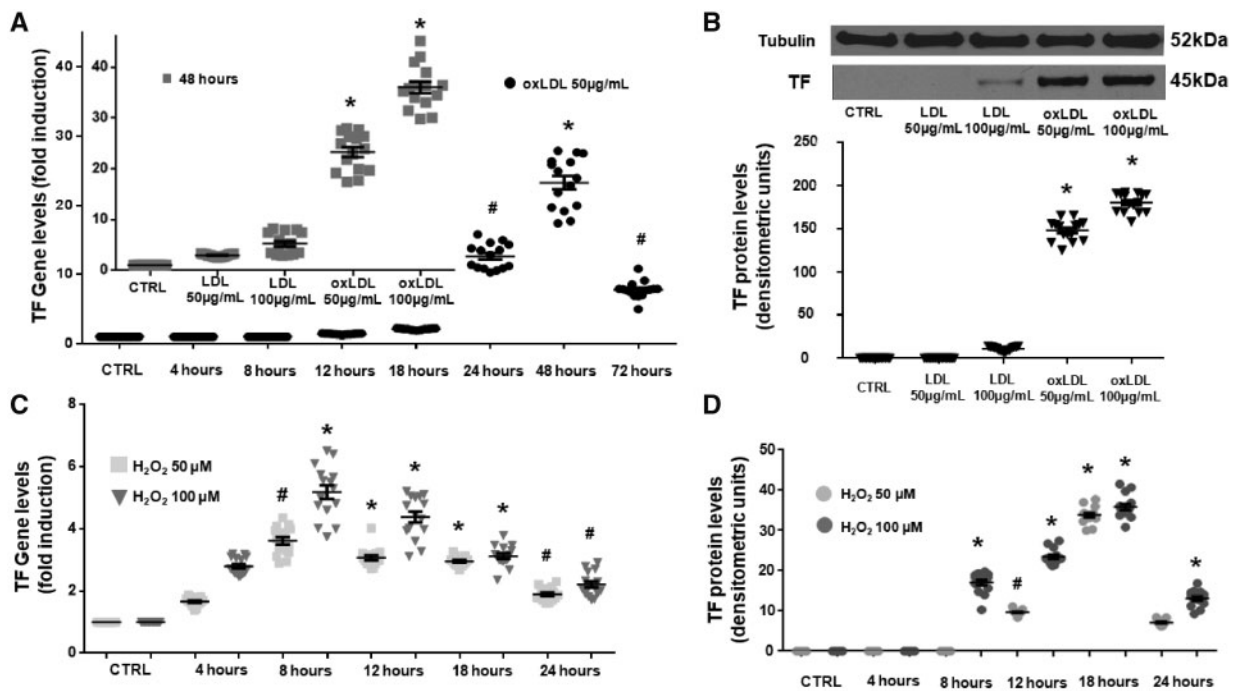 A
TF Gene levels (fold induction)
40
30
20
10
0
40
30
20
10
0
48 hours
*
*
CTRL
LDL
50µg/mL
LDL
100µg/mL
oxLDL
50µg/mL
oxLDL
100µg/mL
oxLDL 50µg/mL
#
*
#
CTRL
4 hours
8 hours
12 hours
18 hours
24 hours
48 hours
72 hours
B
Tubulin
52kDa
TF
45kDa
CTRL
LDL
50µg/mL
LDL
100µg/mL
oxLDL
50µg/mL
oxLDL
100µg/mL
TF protein levels
(densitometric units)
250
200
150
100
50
0
*
*
CTRL
LDL
50µg/mL
LDL
100µg/mL
oxLDL
50µg/mL
oxLDL
100µg/mL
C
TF Gene levels
(fold induction)
8
6
4
2
0
H₂O₂ 50 µM
H₂O₂ 100 µM
#
*
*
*
*
*
#
#
CTRL
4 hours
8 hours
12 hours
18 hours
24 hours
D
TF protein levels
(densitometric units)
50
40
30
20
10
0
H₂O₂ 50 µM
H₂O₂ 100 µM
*
#
*
*
*
*
CTRL
4 hours
8 hours
12 hours
18 hours
24 hours